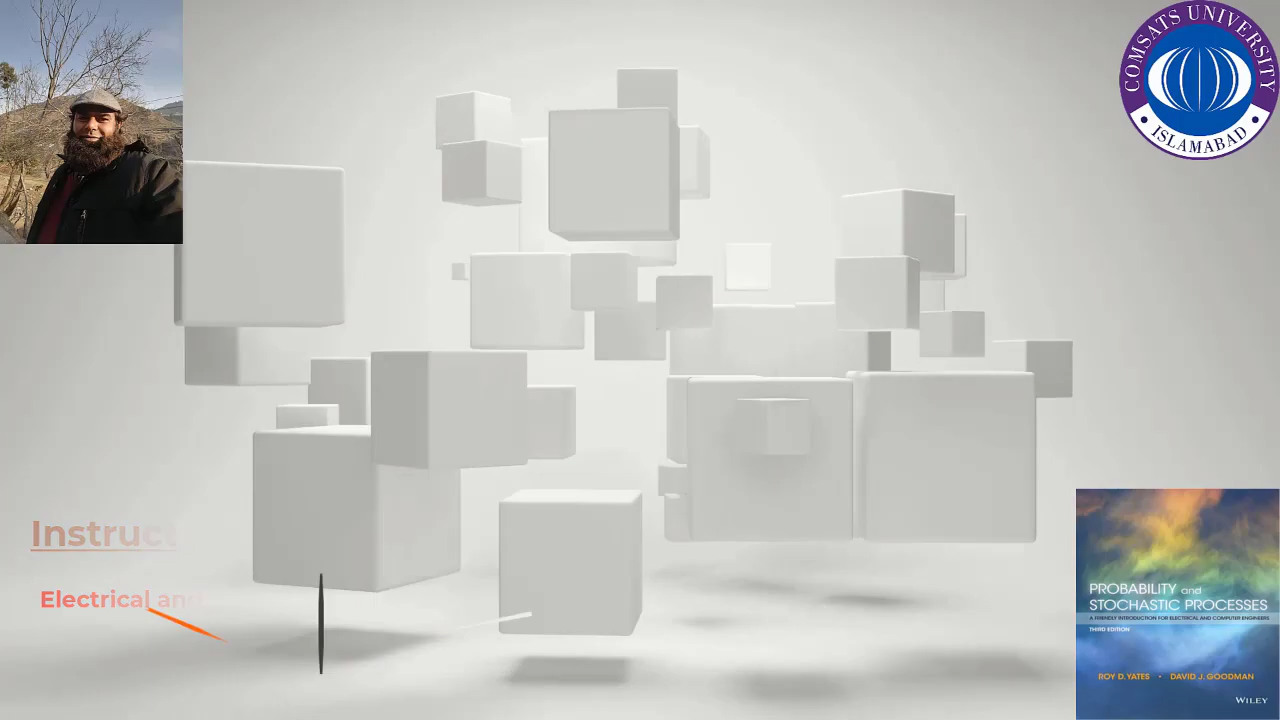 COMSATS UNIVERSITY
ISLAMABAD
Instruct
Electrical and
PROBABILITY and
STOCHASTIC PROCESSES
A FRIENDLY INTRODUCTION FOR ELECTRICAL AND COMPUTER ENGINEERS
THIRD EDITION
ROY D. YATES • DAVID J. GOODMAN
WILEY